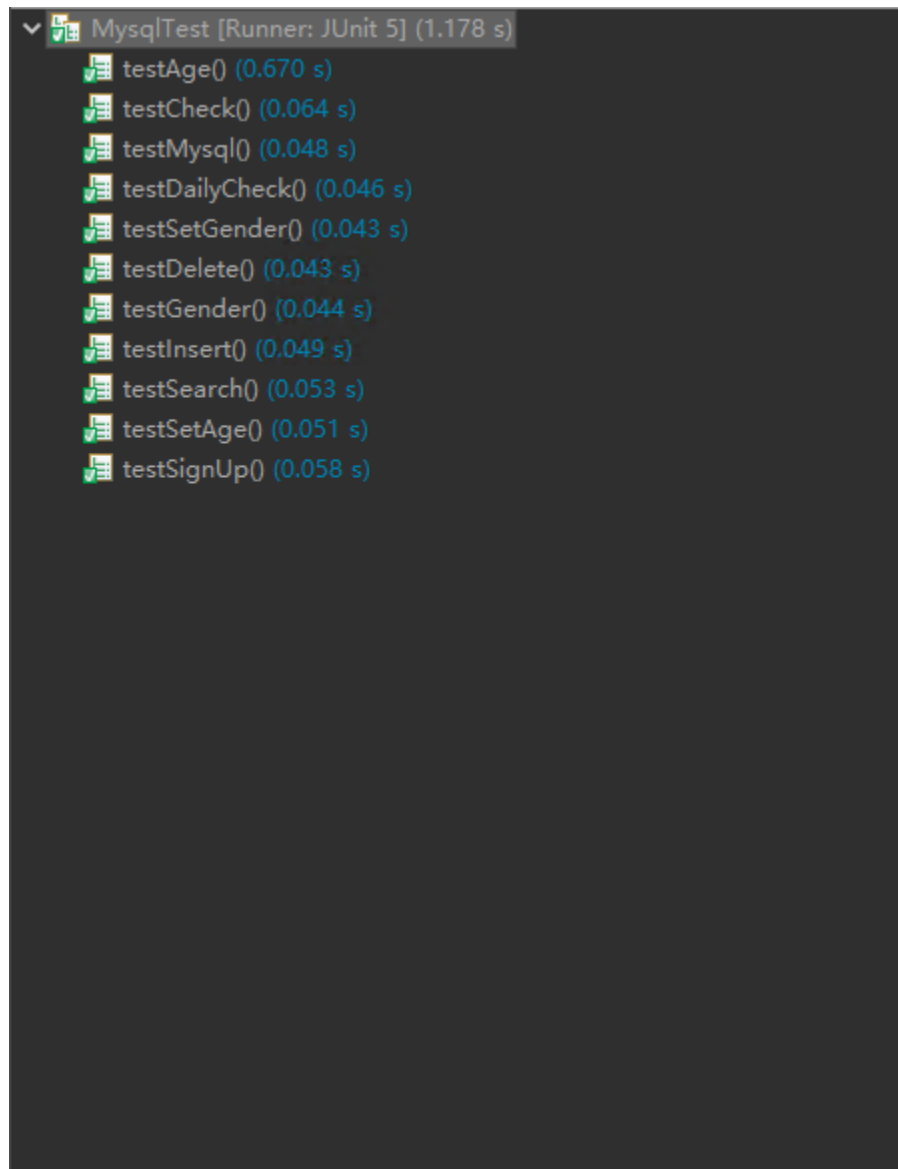 MysqlTest [Runner: JUnit 5] (1.178 s)
testAge() (0.670 s)
testCheck() (0.064 s)
testMysql() (0.048 s)
testDailyCheck() (0.046 s)
testSetGender() (0.043 s)
testDelete() (0.043 s)
testGender() (0.044 s)
testInsert() (0.049 s)
testSearch() (0.053 s)
testSetAge() (0.051 s)
testSignUp() (0.058 s)